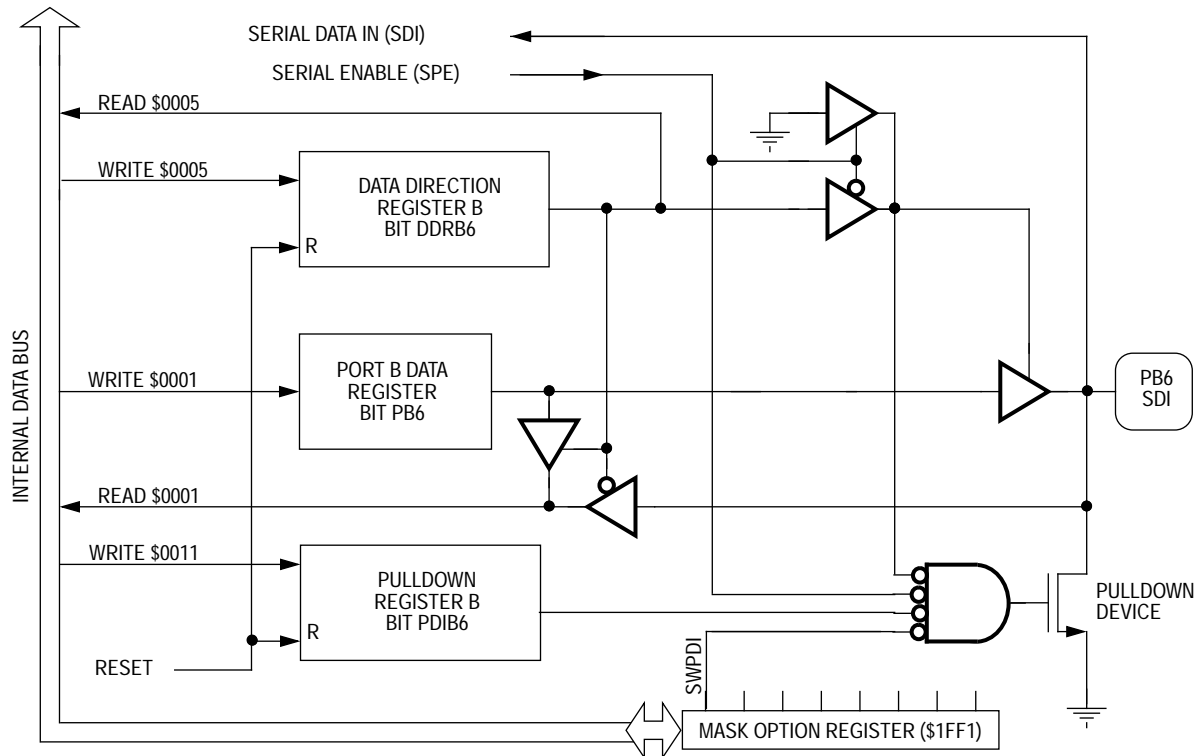 SERIAL DATA IN (SDI)
SERIAL ENABLE (SPE)
READ $0005
WRITE $0005
DATA DIRECTION
REGISTER B
BIT DDRB6
R
INTERNAL DATA BUS
WRITE $0001
PORT B DATA
REGISTER
BIT PB6
PB6
SDI
READ $0001
WRITE $0011
PULLDOWN
REGISTER B
BIT PDIB6
R
PULLDOWN
DEVICE
RESET
SWPDI
MASK OPTION REGISTER ($1FF1)